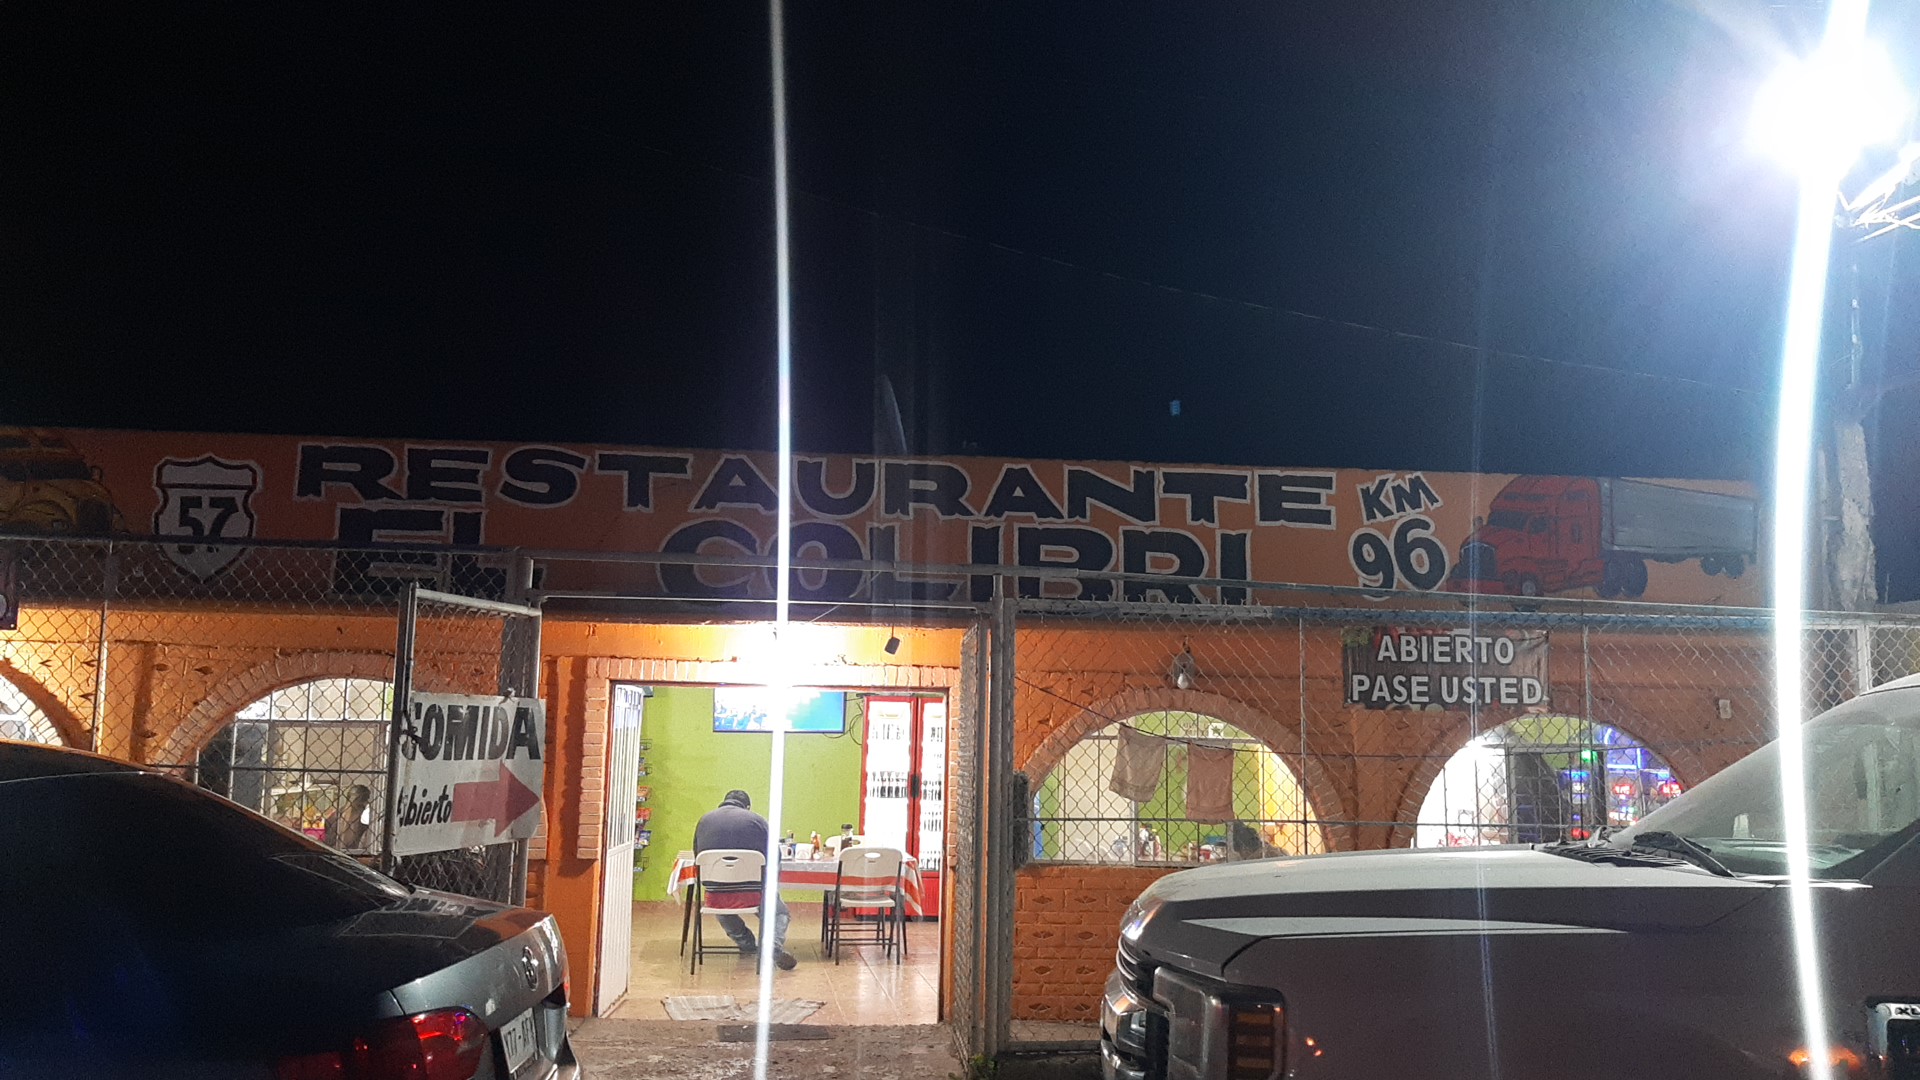 57
RESTAURANTE
EL COLIBRI
KM
96
ABIERTO
PASE USTED
COMIDA
Abierto